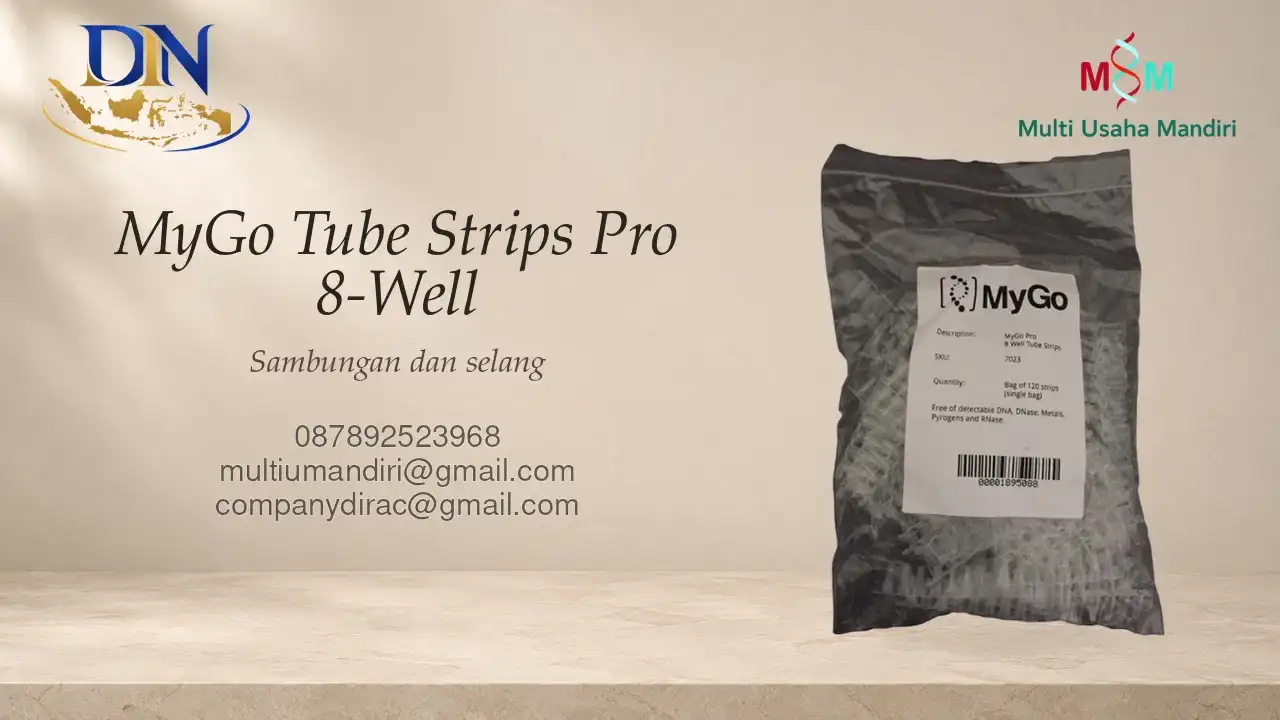 DN
MSM
Multi Usaha Mandiri
MyGo Tube Strips Pro
8-Well
Sambungan dan selang
087892523968
multiumandiri@gmail.com
companydirac@gmail.com
MyGo
Description: MyGo Pro
8 Well Tube Strips
SKU: 7023
Quantity: Bag of 120 strips
(single bag)
Free of detectable DNA, DNase, Metals,
Pyrogens and RNase.
00001895088